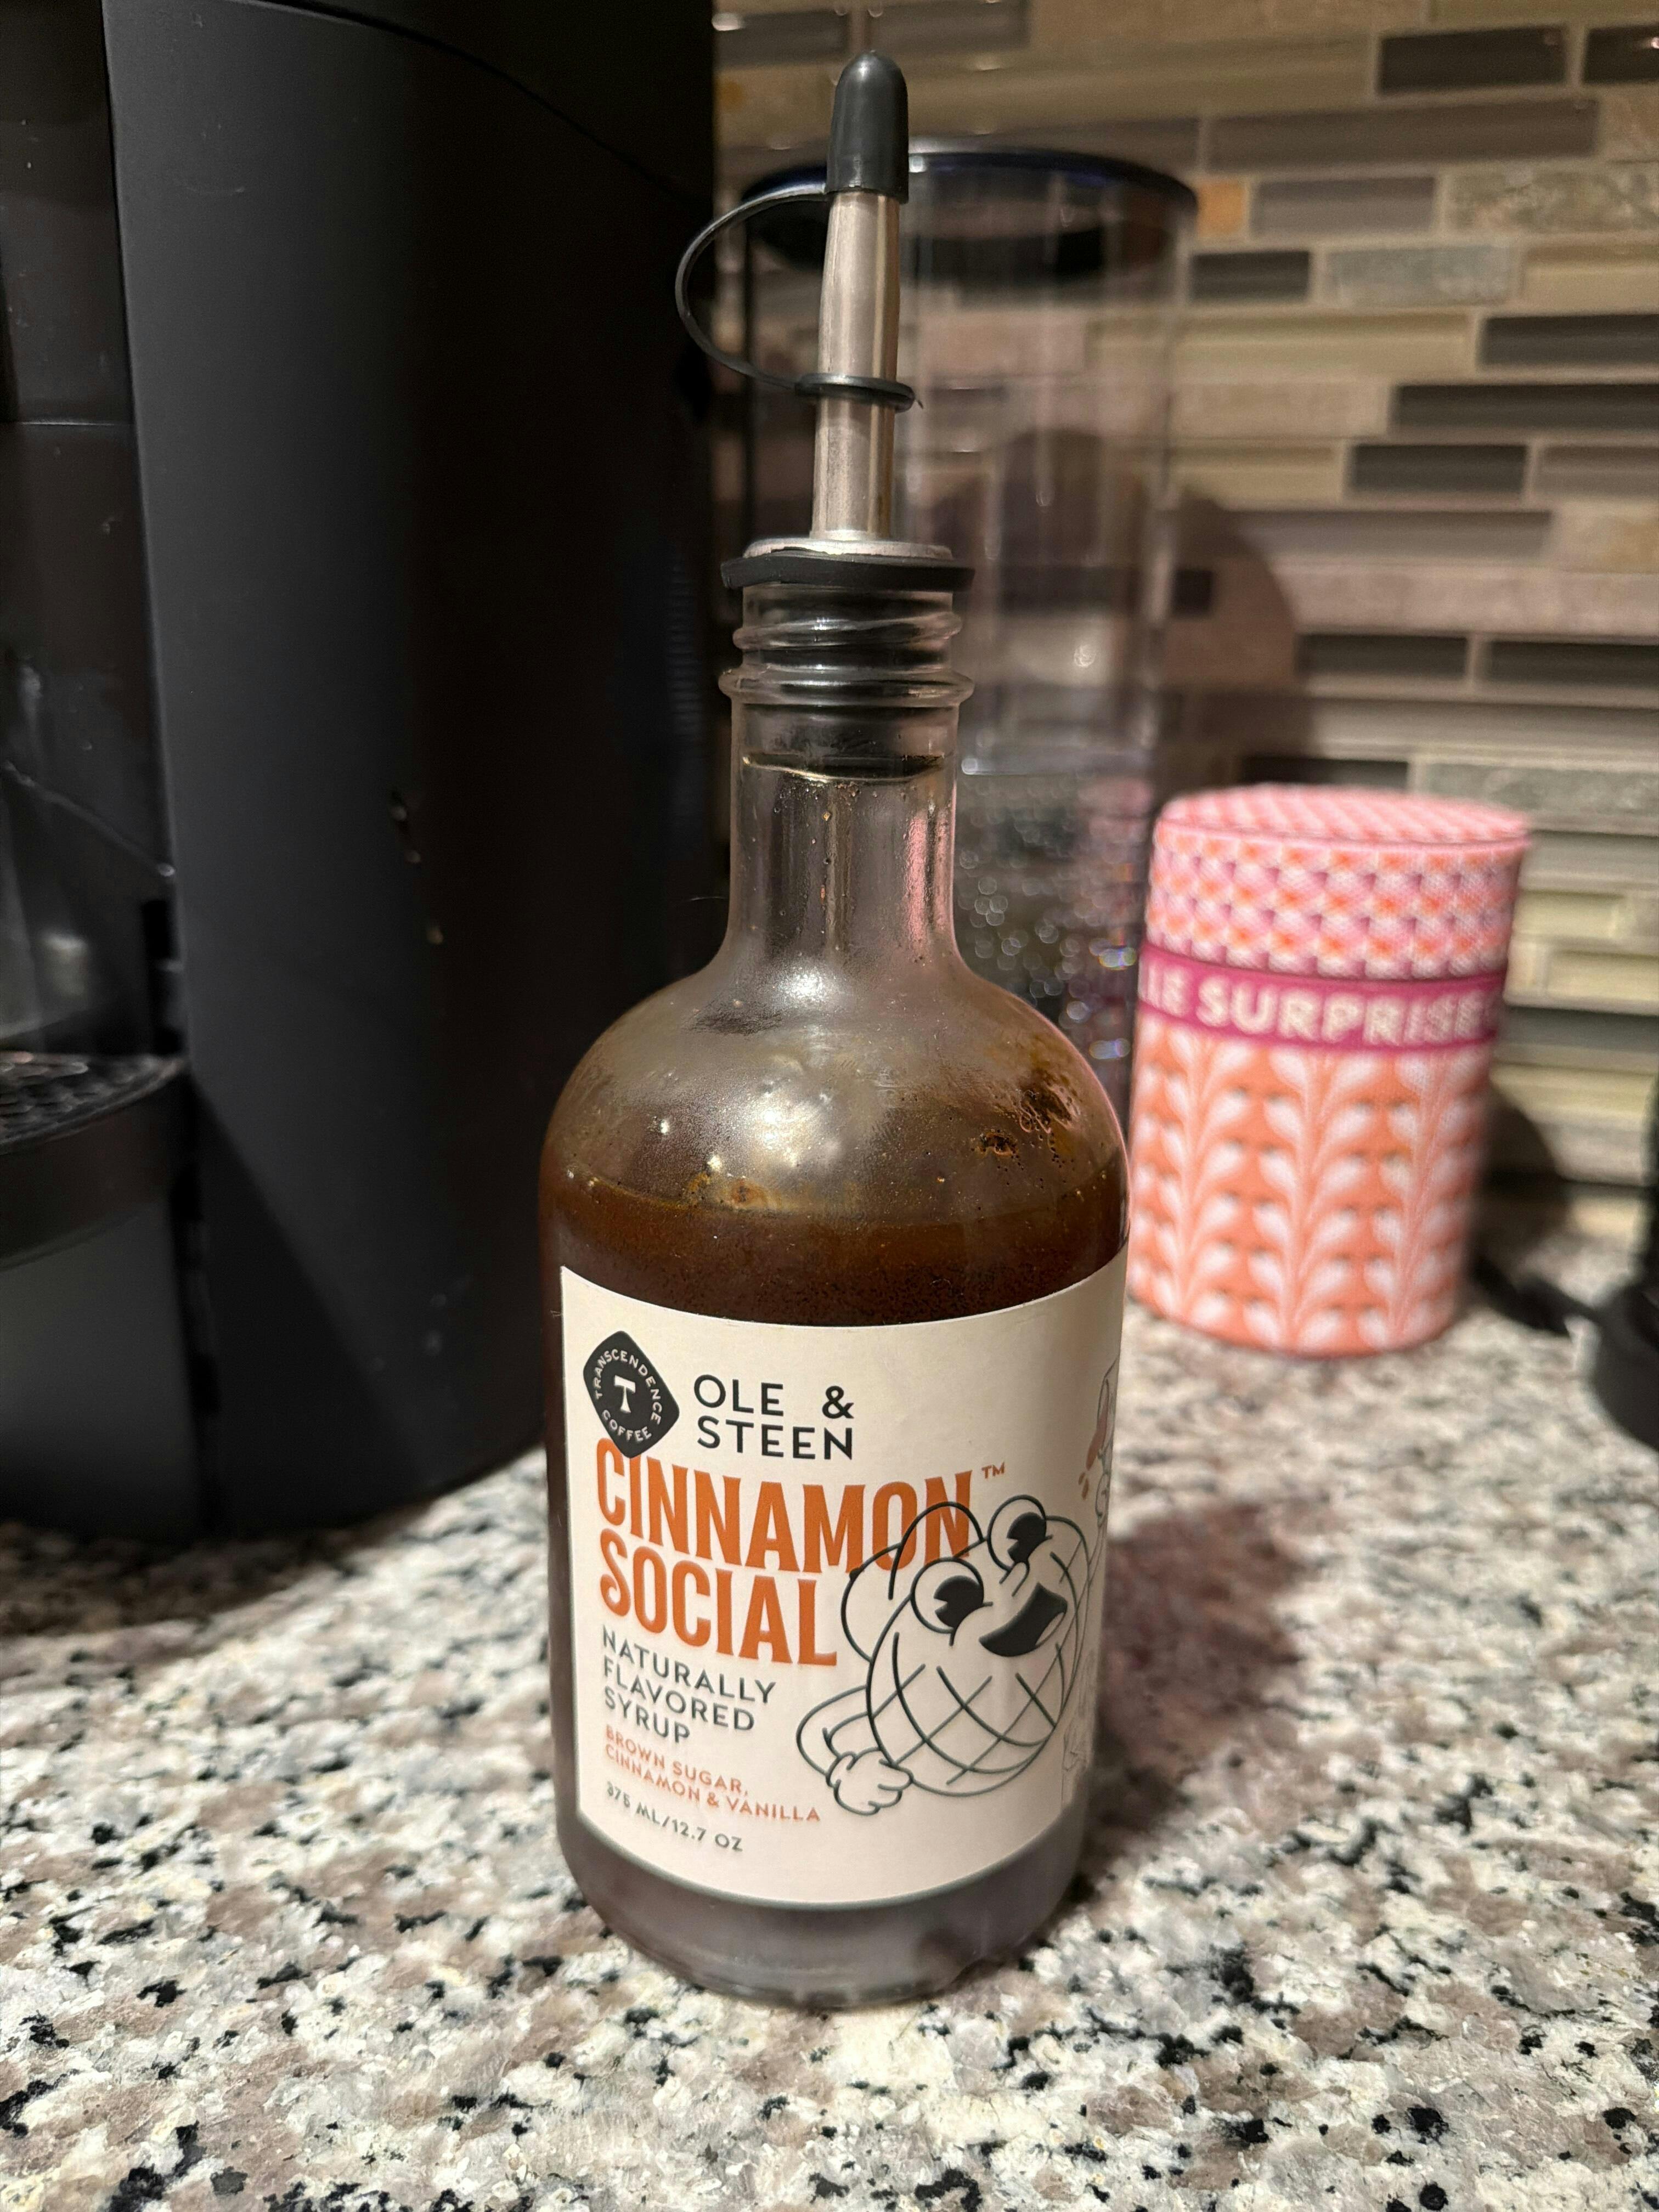 TRANSCENDENCE
T
COFFEE
OLE &
STEEN
CINNAMON™
SOCIAL
NATURALLY
FLAVORED
SYRUP
BROWN SUGAR,
CINNAMON & VANILLA
375 ML/12.7 OZ
SURPRISE